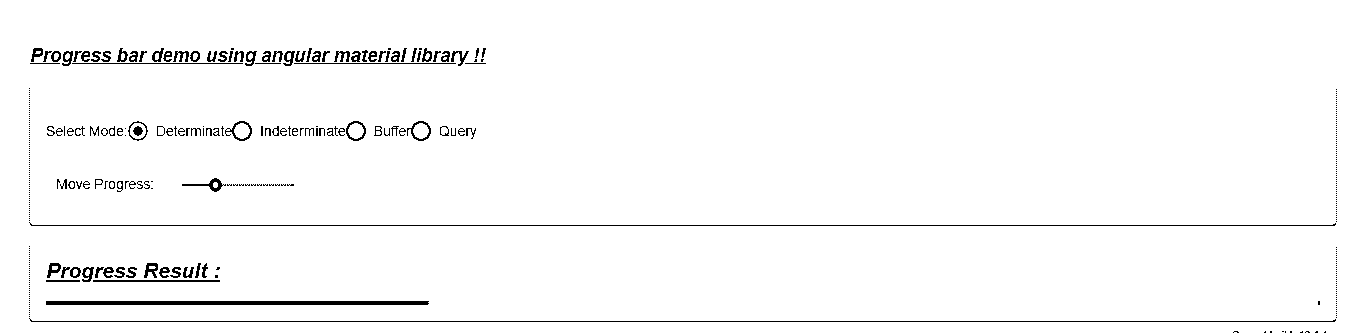 Progress bar demo using angular material library !!
Select Mode: Determinate Indeterminate Buffer Query
Move Progress:
Progress Result :